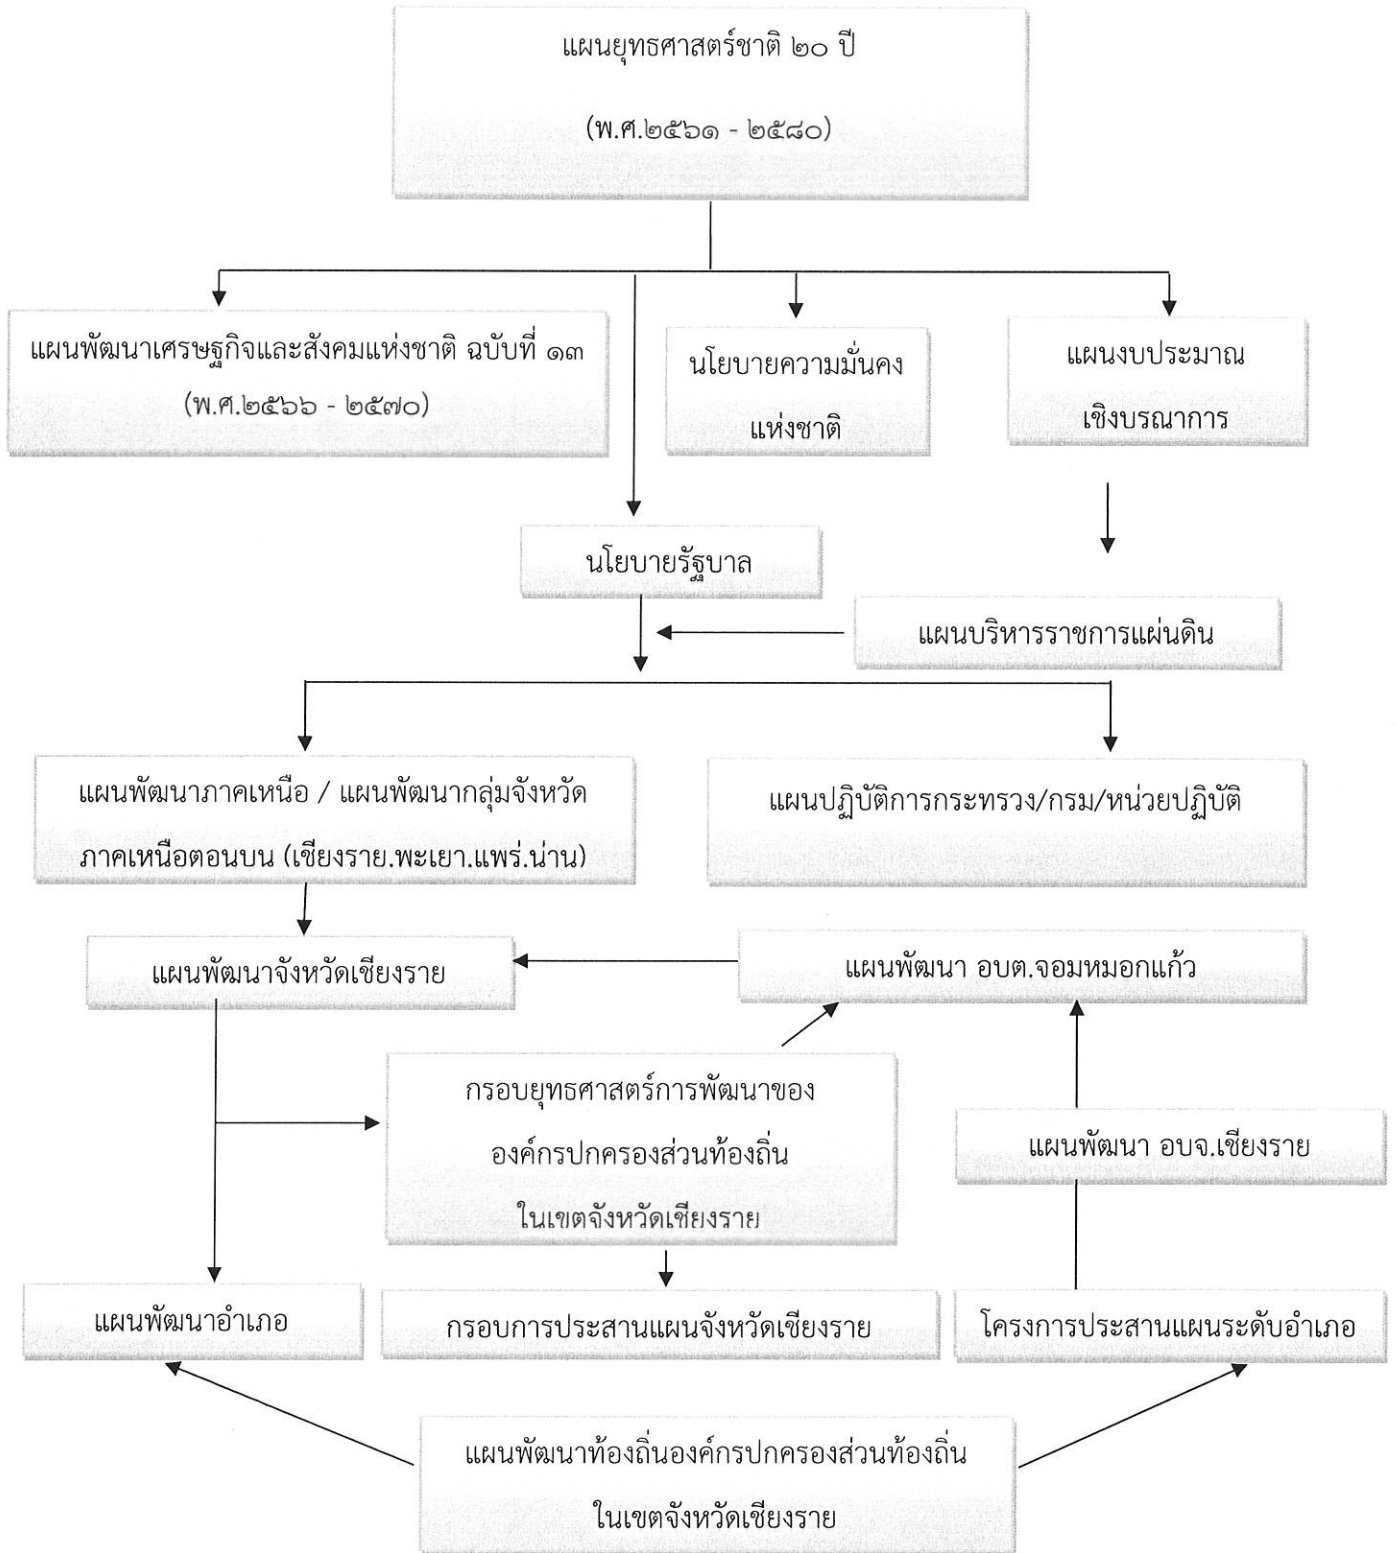 แผนยุทธศาสตร์ชาติ ๒๐ ปี
(พ.ศ.๒๕๖๑ - ๒๕๘๐)
แผนพัฒนาเศรษฐกิจและสังคมแห่งชาติ ฉบับที่ ๑๓
(พ.ศ.๒๕๖๖ - ๒๕๗๐)
นโยบายความมั่นคง
แห่งชาติ
แผนงบประมาณ
เชิงบรณาการ
นโยบายรัฐบาล
แผนบริหารราชการแผ่นดิน
แผนพัฒนาภาคเหนือ / แผนพัฒนากลุ่มจังหวัด
ภาคเหนือตอนบน (เชียงราย.พะเยา.แพร่.น่าน)
แผนปฏิบัติการกระทรวง/กรม/หน่วยปฏิบัติ
แผนพัฒนาจังหวัดเชียงราย
แผนพัฒนา อบต.จอมหมอกแก้ว
กรอบยุทธศาสตร์การพัฒนาของ
องค์กรปกครองส่วนท้องถิ่น
ในเขตจังหวัดเชียงราย
แผนพัฒนา อบจ.เชียงราย
แผนพัฒนาอำเภอ
กรอบการประสานแผนจังหวัดเชียงราย
โครงการประสานแผนระดับอำเภอ
แผนพัฒนาท้องถิ่นองค์กรปกครองส่วนท้องถิ่น
ในเขตจังหวัดเชียงราย